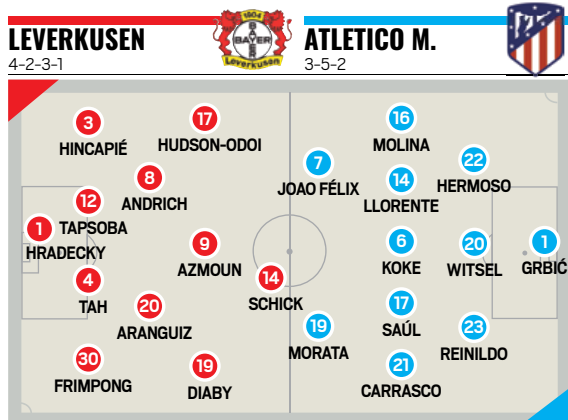 LEVERKUSEN
4-2-3-1
1904
BAYER
BAYER
Leverkusen
ATLETICO M.
3-5-2
3
HINCAPIÉ
17
HUDSON-ODOI
8
ANDRICH
12
TAPSOBA
1
HRADECKY
9
AZMOUN
4
TAH
14
SCHICK
20
ARANGUIZ
30
FRIMPONG
19
DIABY
16
MOLINA
7
JOAO FÉLIX
22
HERMOSO
14
LLORENTE
6
KOKE
20
WITSEL
1
GRBIĆ
17
SAÚL
19
MORATA
23
REINILDO
21
CARRASCO